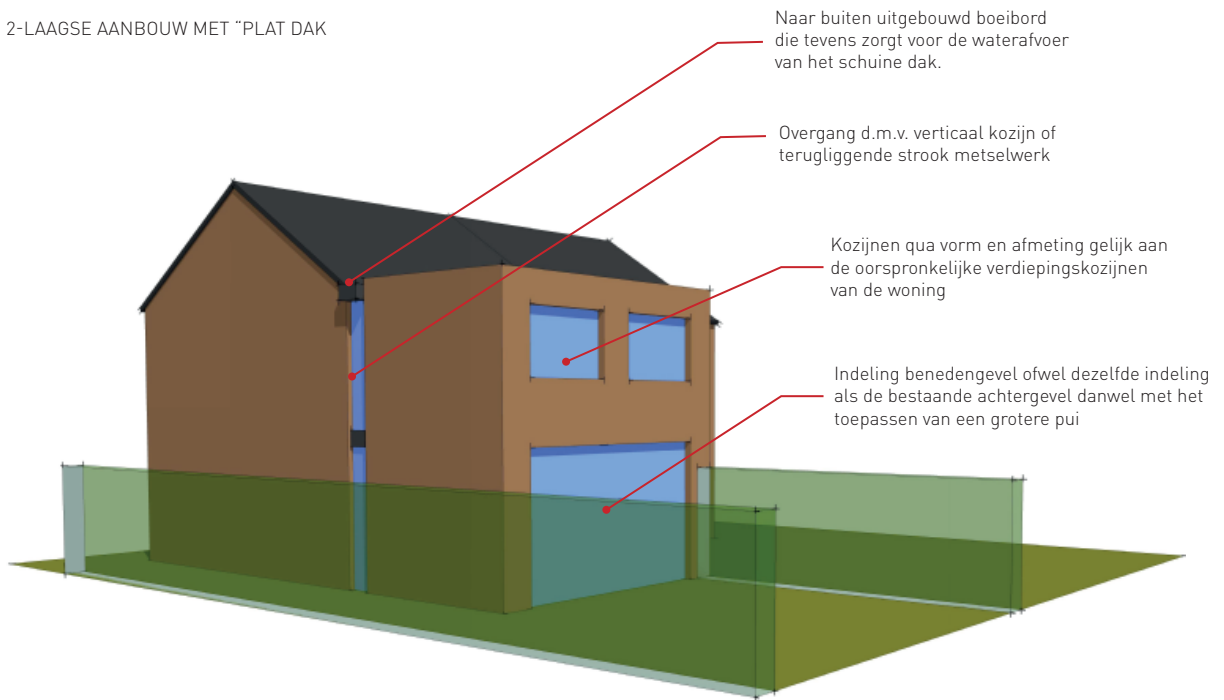 2-LAAGSE AANBOUW MET “PLAT DAK
Naar buiten uitgebouwd boeibord
die tevens zorgt voor de waterafvoer
van het schuine dak.
Overgang d.m.v. verticaal kozijn of
terugliggende strook metselwerk
Kozijnen qua vorm en afmeting gelijk aan
de oorspronkelijke verdiepingskozijnen
van de woning
Indeling benedengevel ofwel dezelfde indeling
als de bestaande achtergevel danwel met het
toepassen van een grotere pui